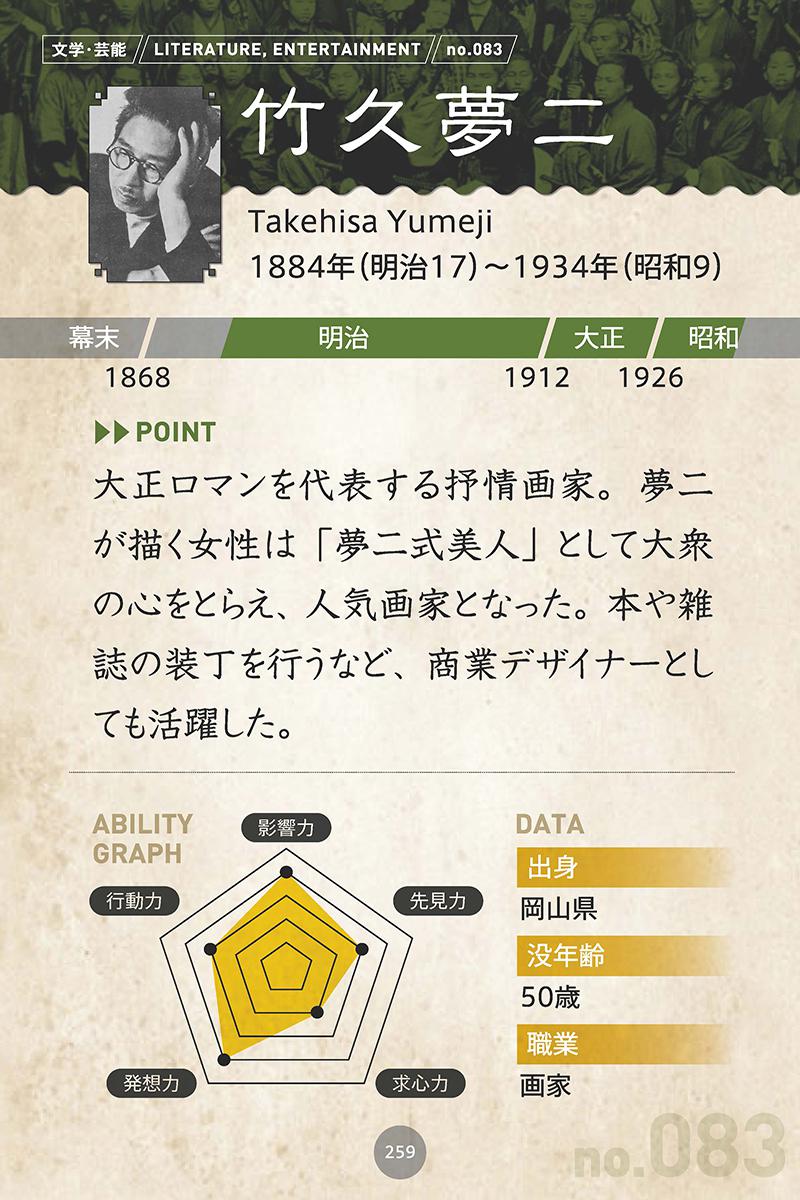 文学・芸能 LITERATURE, ENTERTAINMENT no.083
竹久夢二
Takehisa Yumeji
1884年(明治17)～1934年(昭和9)
幕末 明治 大正 昭和
1868 1912 1926
POINT
大正ロマンを代表する抒情画家。夢二
が描く女性は「夢二式美人」として大衆
の心をとらえ、人気画家となった。本や雑
誌の装丁を行うなど、商業デザイナーとし
ても活躍した。
ABILITY
GRAPH
影響力
行動力 先見力
発想力 求心力
DATA
出身
岡山県
没年齢
50歳
職業
画家
259
no.083